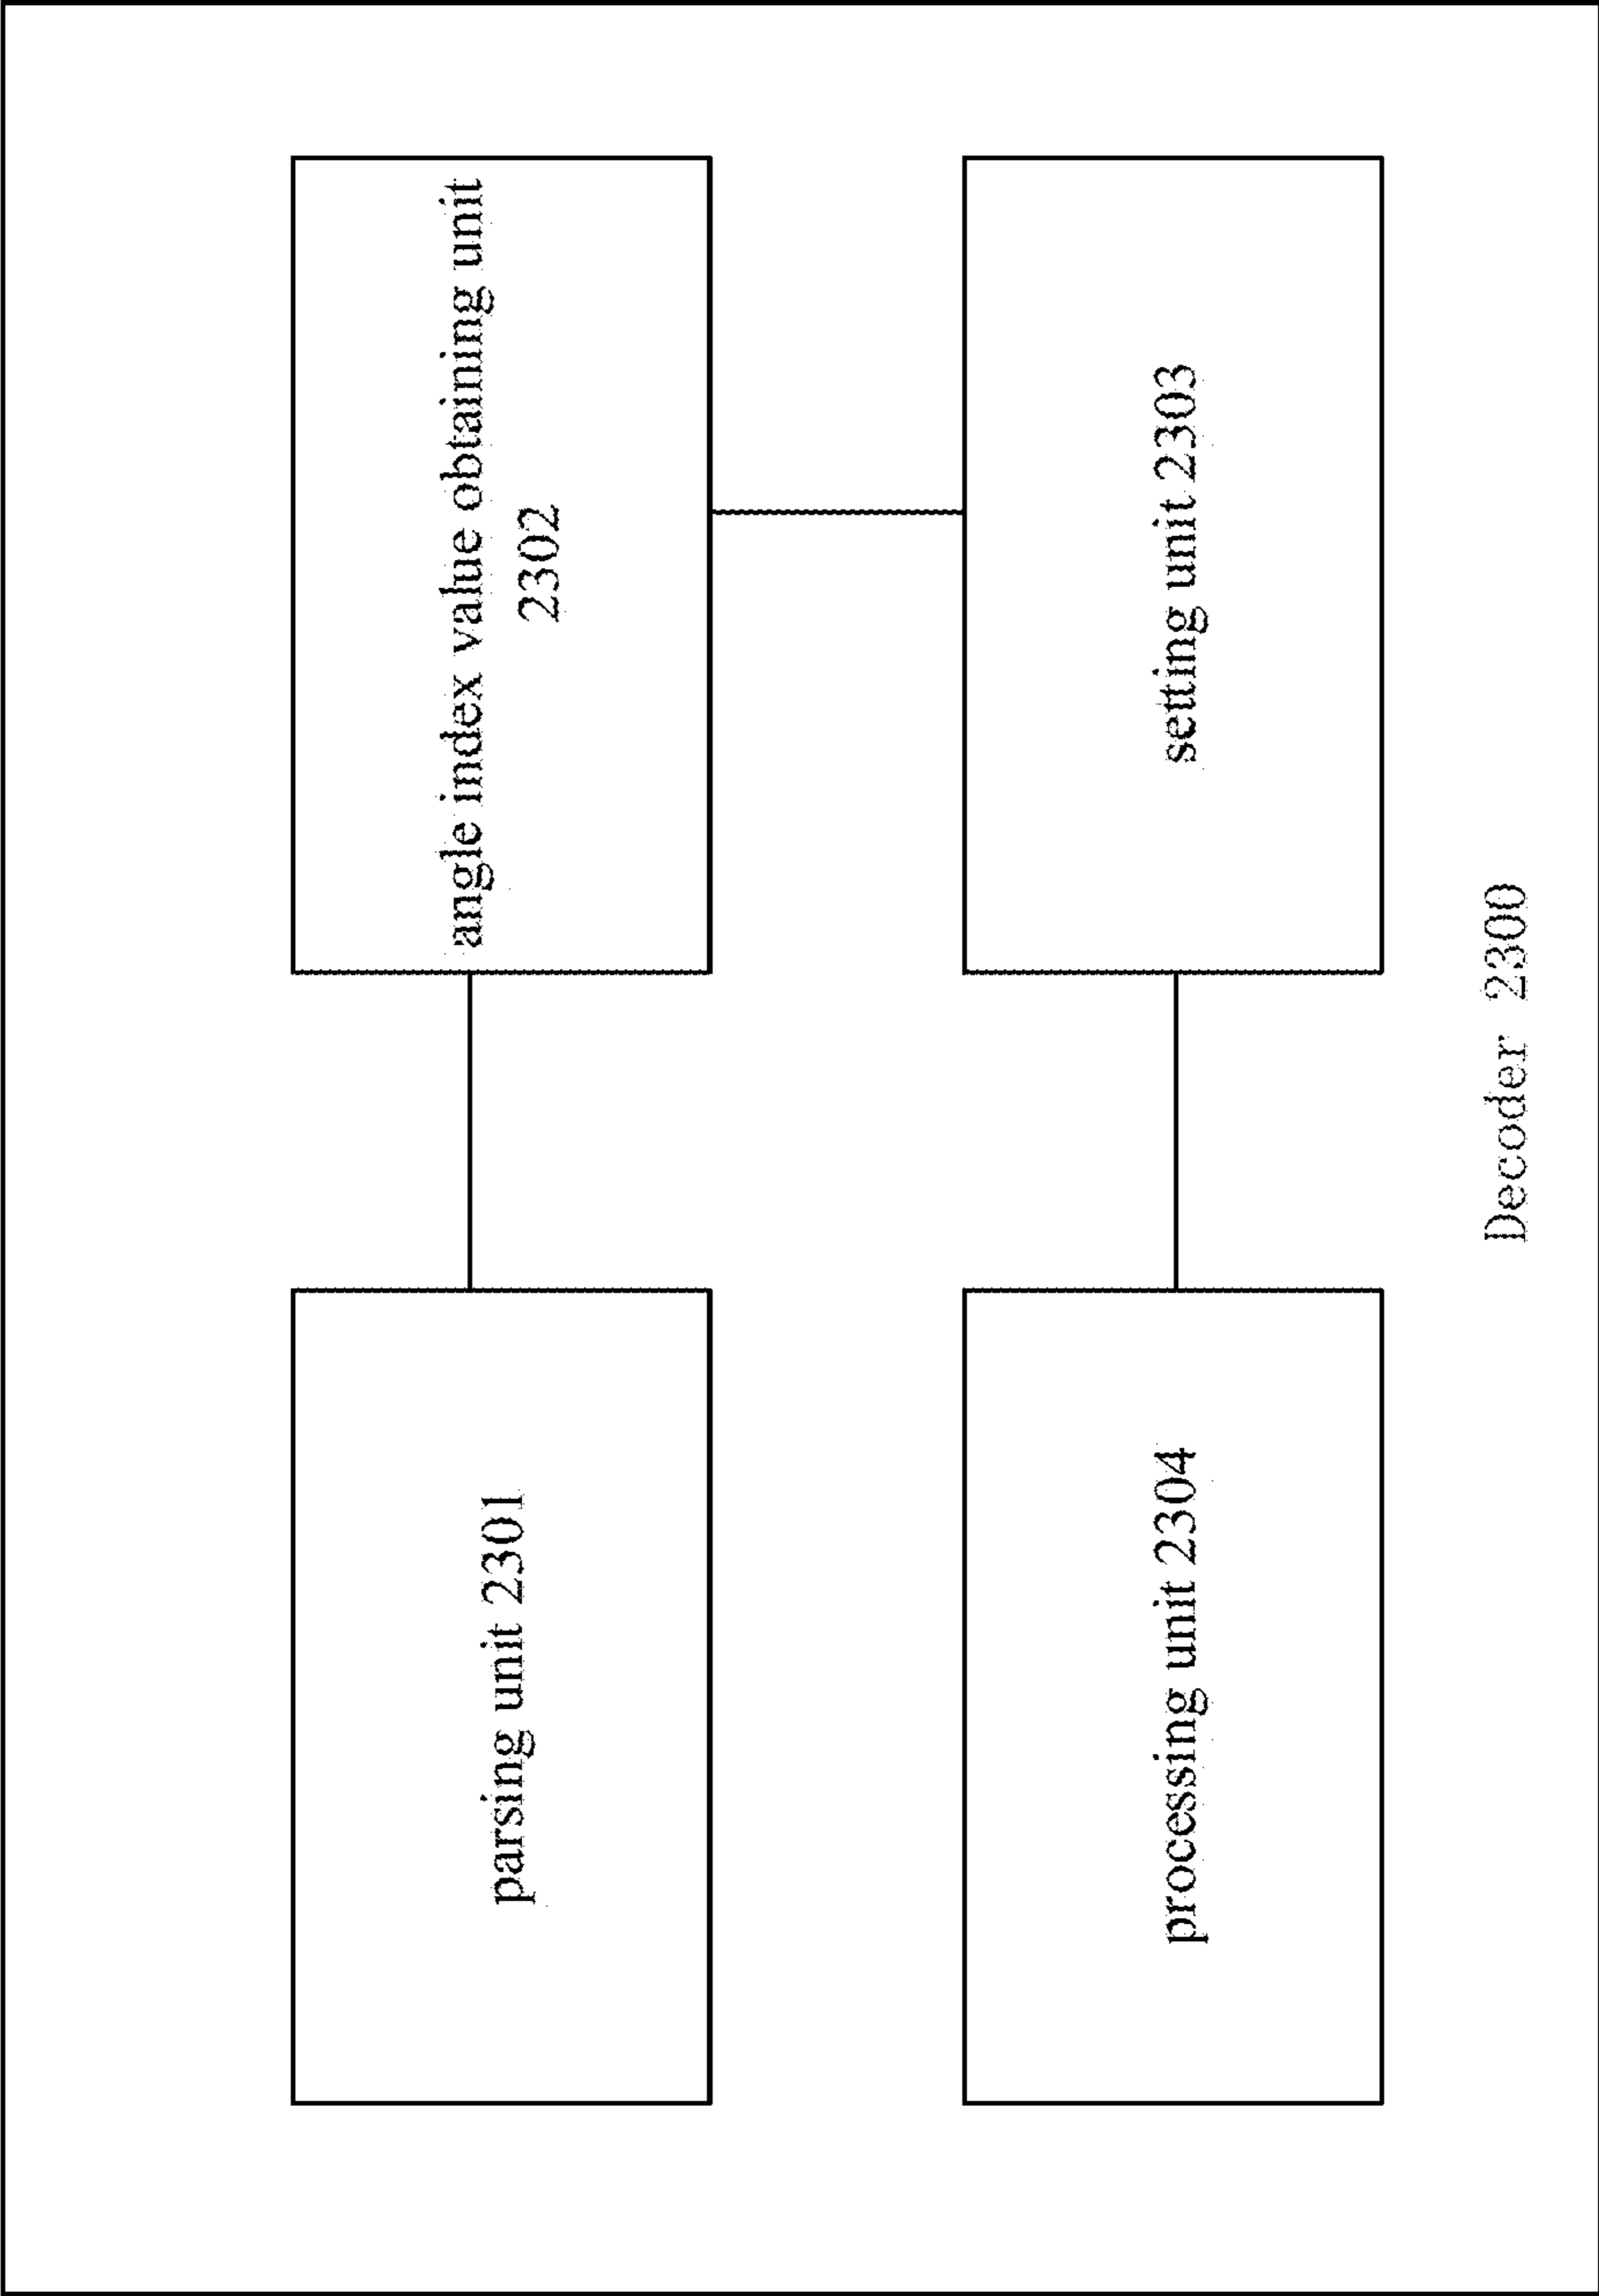 parsing unit 2301
angle index value obtaining unit
2302
processing unit 2304
setting unit 2303
Decoder 2300